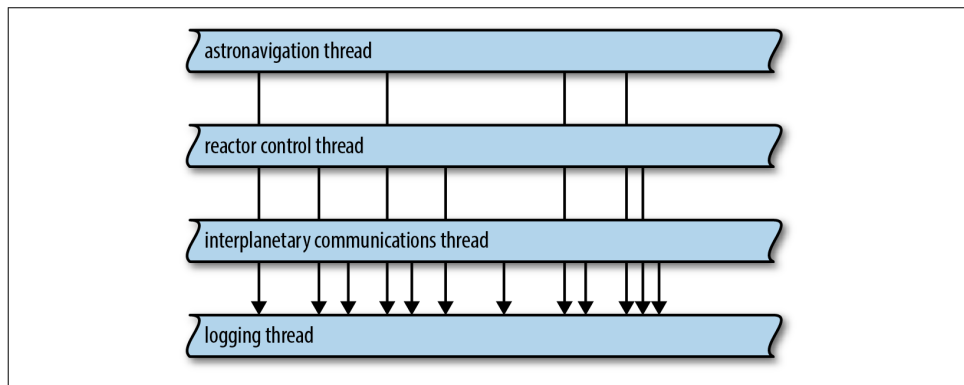 astronavigation thread
reactor control thread
interplanetary communications thread
logging thread